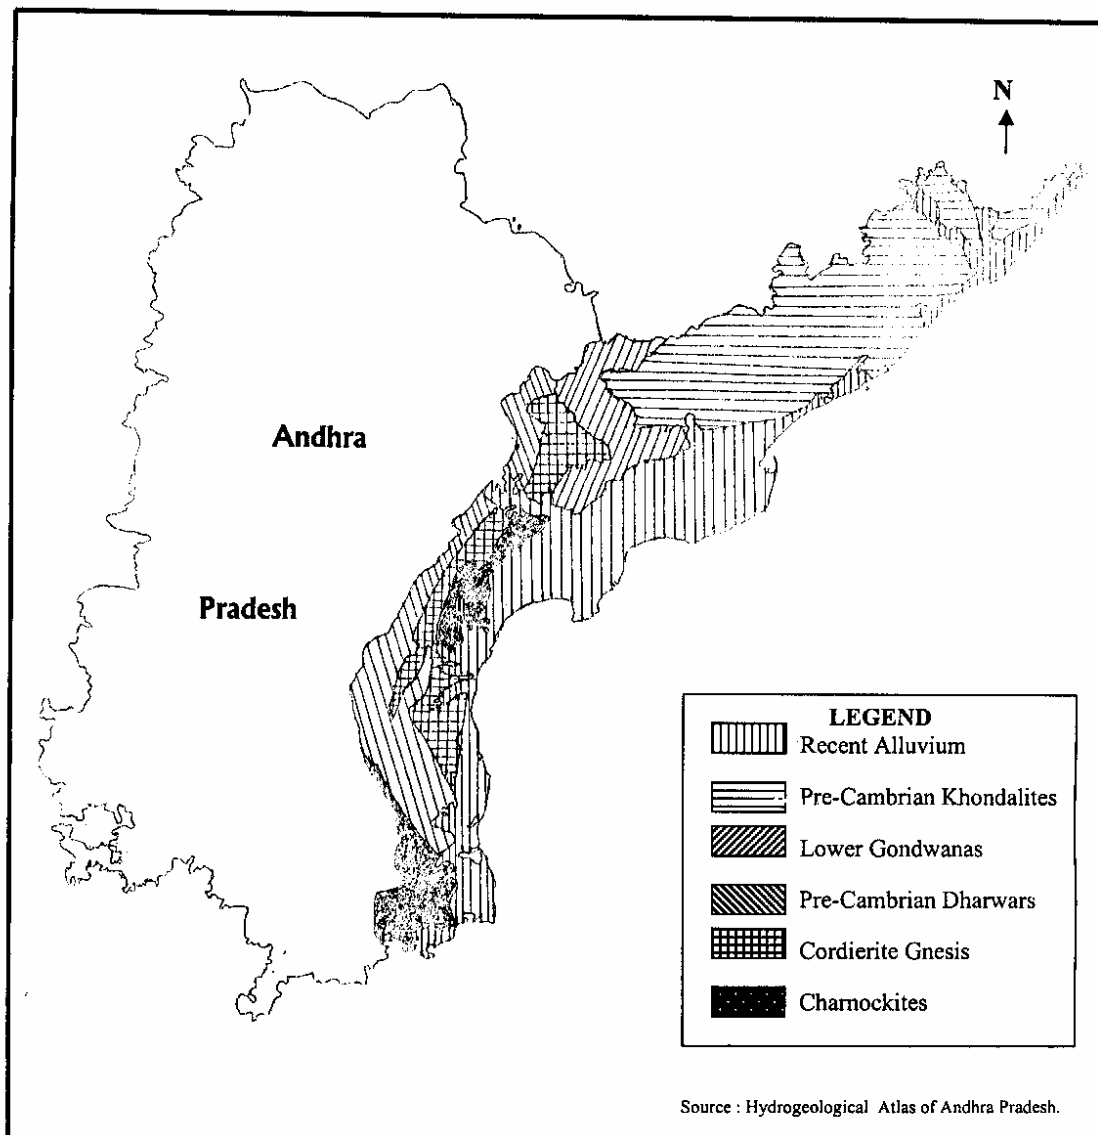 N
Andhra
Pradesh
LEGEND
Recent Alluvium
Pre-Cambrian Khondalites
Lower Gondwanas
Pre-Cambrian Dharwars
Cordierite Gnesis
Charnockites
Source : Hydrogeological Atlas of Andhra Pradesh.